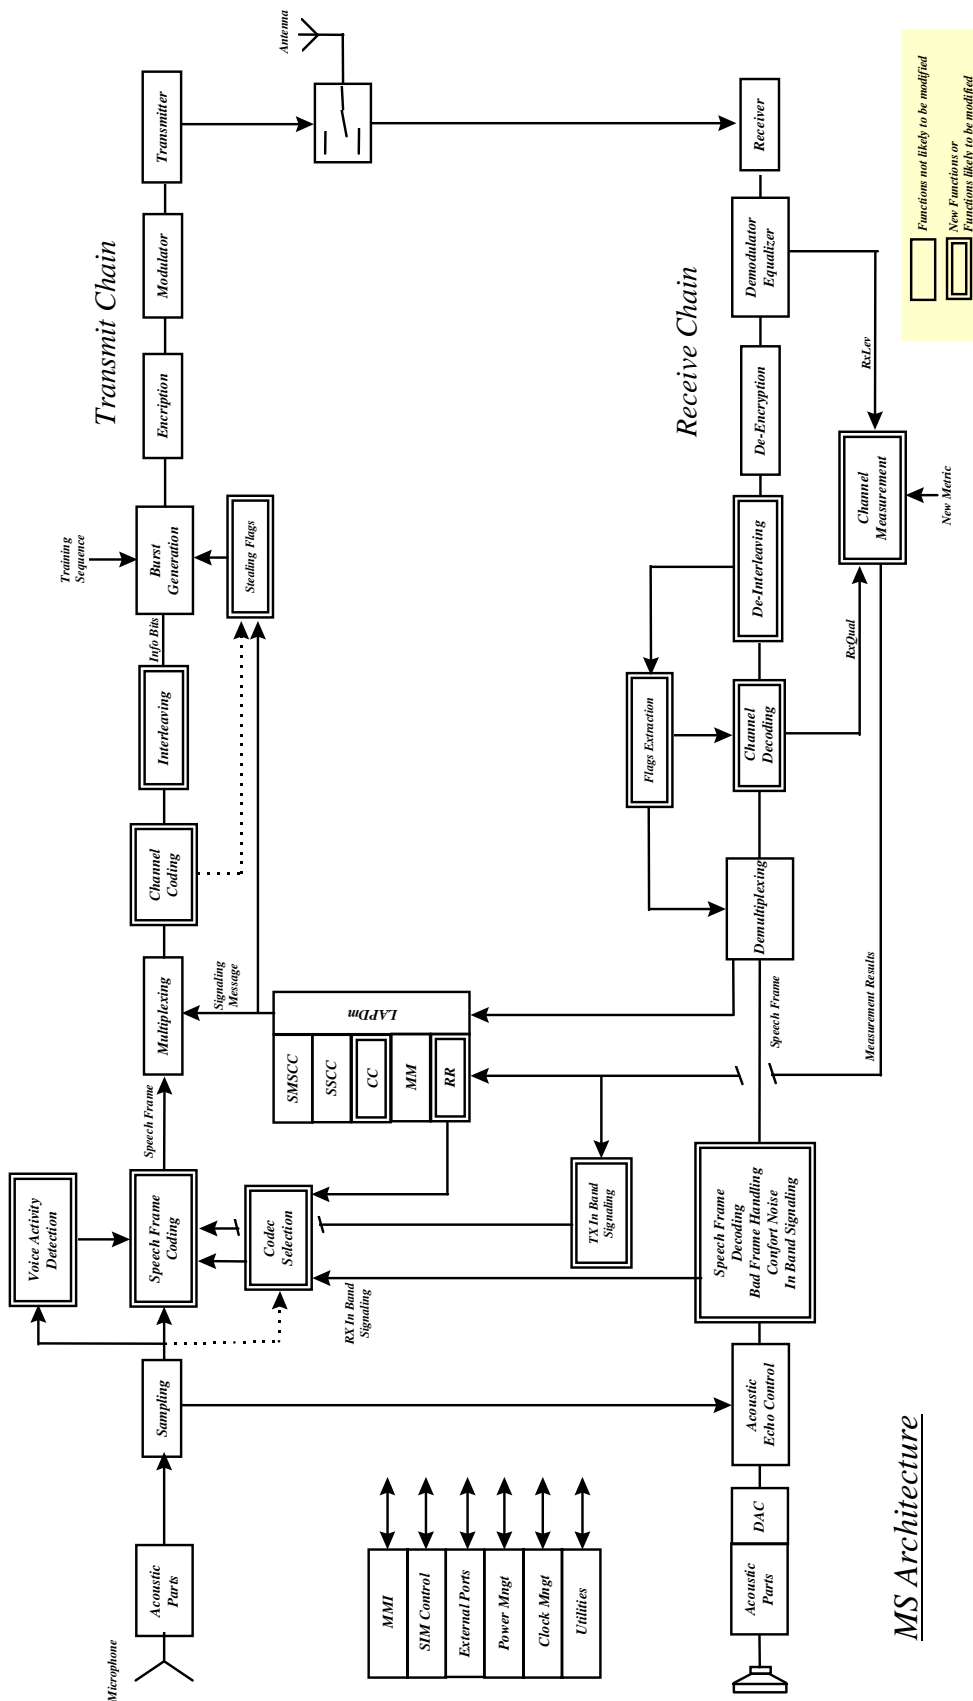 Transmit Chain
Microphone
Acoustic
Parts
Sampling
Voice Activity
Detection
Speech Frame
Coding
Speech Frame
Multiplexing
Channel
Coding
Interleaving
Info Bits
Training
Sequence
Burst
Generation
Encription
Modulator
Transmitter
Antenna
Stealing Flags
Signaling
Message
LAPDm
SMSCC
SSCC
CC
MM
RR
Codec
Selection
RX In Band
Signaling
TX In Band
Signaling
MMI
SIM Control
External Ports
Power Mngt
Clock Mngt
Utilities
Receive Chain
Receiver
Demodulator
Equalizer
De-Encryption
De-Interleaving
Flags Extraction
Channel
Decoding
Demultiplexing
Speech Frame
Speech Frame
Decoding
Bad Frame Handling
Confort Noise
In Band Signaling
Acoustic
Echo Control
DAC
Acoustic
Parts
RxLev
RxQual
Channel
Measurement
New Metric
Measurement Results
MS Architecture
Functions not likely to be modified
New Functions or
Functions likely to be modified